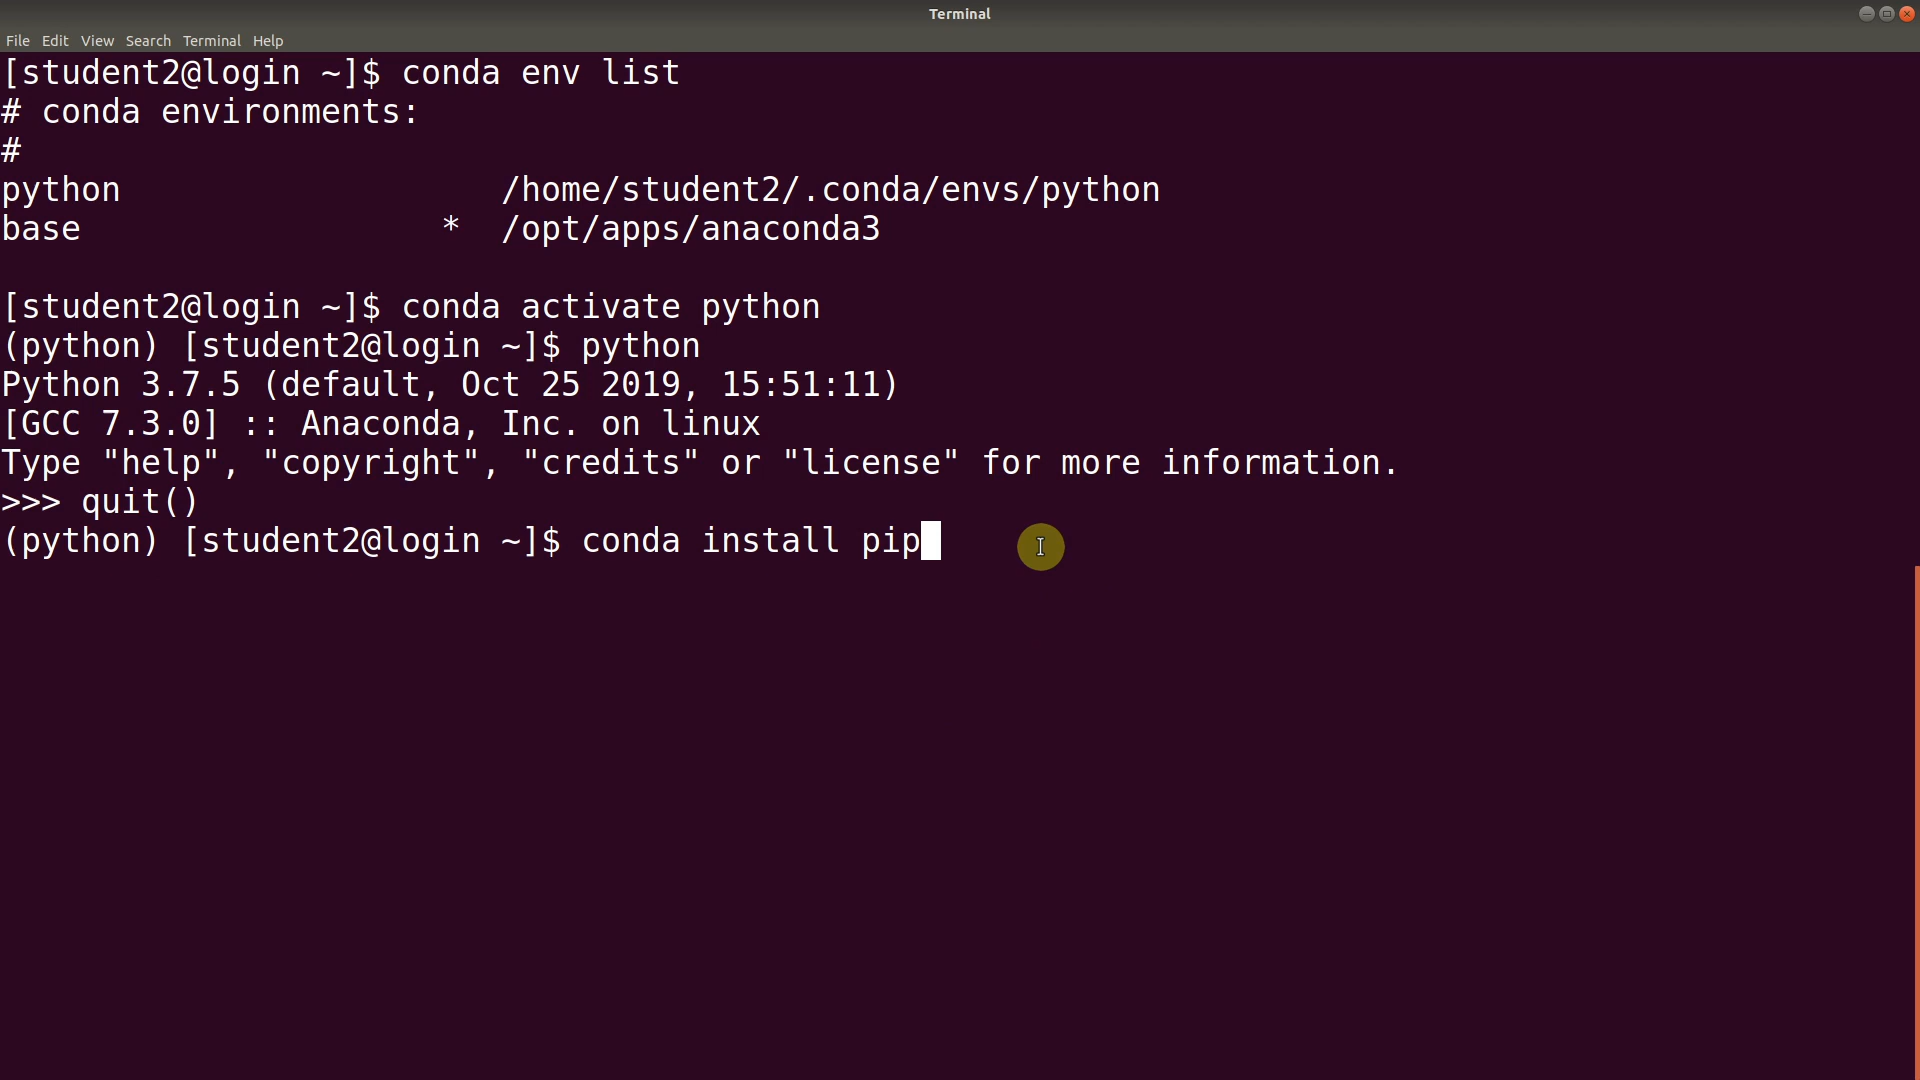 Terminal
File Edit View Search Terminal Help
[student2@login ~]$ conda env list
# conda environments:
#
python                   /home/student2/.conda/envs/python
base                  *  /opt/apps/anaconda3

[student2@login ~]$ conda activate python
(python) [student2@login ~]$ python
Python 3.7.5 (default, Oct 25 2019, 15:51:11)
[GCC 7.3.0] :: Anaconda, Inc. on linux
Type "help", "copyright", "credits" or "license" for more information.
>>> quit()
(python) [student2@login ~]$ conda install pip